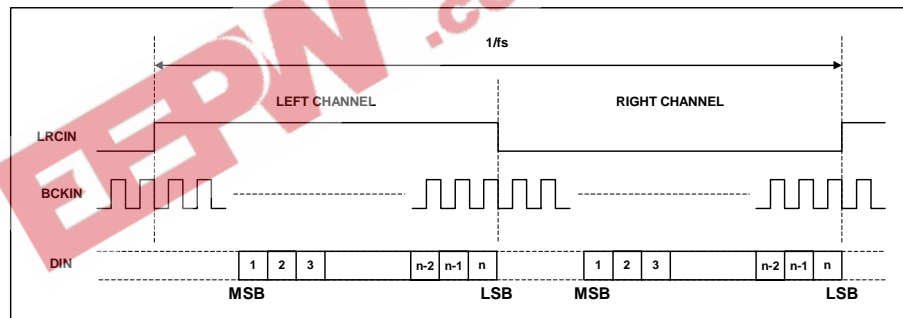 EEPW.co
1/fs
LEFT CHANNEL RIGHT CHANNEL
LRCIN
BCKIN
DIN 1 2 3 n-2 n-1 n 1 2 3 n-2 n-1 n
MSB LSB MSB LSB